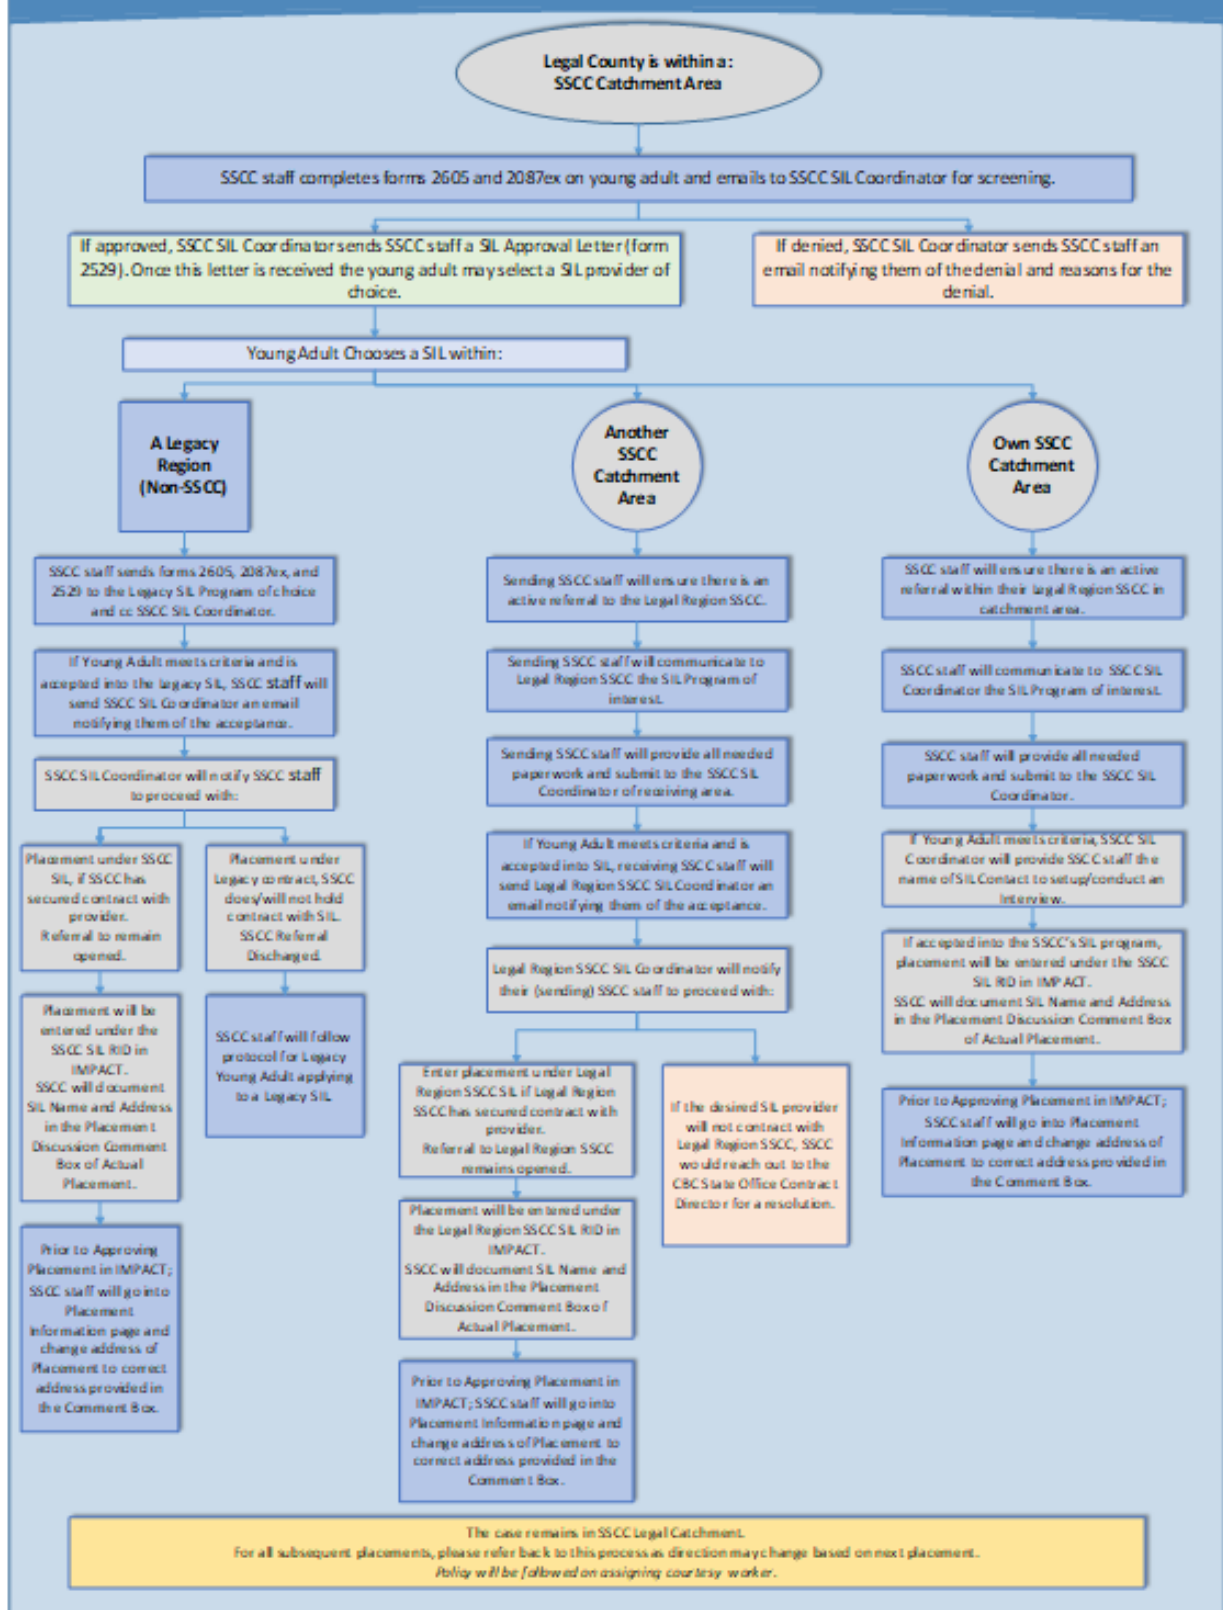 Legal County is within a:
SSCC Catchment Area
SSCC staff completes forms 2605 and 2087ex on young adult and emails to SSCC SIL Coordinator for screening.
If approved, SSCC SIL Coordinator sends SSCC staff a SIL Approval Letter (form
2529). Once this letter is received the young adult may select a SIL provider of
choice.
If denied, SSCC SIL Coordinator sends SSCC staff an
email notifying them of the denial and reasons for the
denial.
Young Adult Chooses a SIL within:
A Legacy
Region
(Non-SSCC)
SSCC staff sends forms 2605, 2087ex, and
2529 to the Legacy SIL Program of choice
and cc SSCC SIL Coordinator.
If Young Adult meets criteria and is
accepted into the Legacy SIL, SSCC staff will
send SSCC SIL Coordinator an email
notifying them of the acceptance.
SSCC SIL Coordinator will notify SSCC staff
to proceed with:
Placement under SSCC
SIL, if SSCC has
secured contract with
provider.
Referral to remain
opened.
Placement will be
entered under the
SSCC SIL RID in
IMPACT.
SSCC will document
SIL Name and Address
in the Placement
Discussion Comment
Box of Actual
Placement.
Prior to Approving
Placement in IMPACT;
SSCC staff will go into
Placement
Information page and
change address of
Placement to correct
address provided in
the Comment Box.
Placement under
Legacy contract, SSCC
does/will not hold
contract with SIL.
SSCC Referral
Discharged.
SSCC staff will follow
protocol for Legacy
Young Adult applying
to a Legacy SIL
Another
SSCC
Catchment
Area
Sending SSCC staff will ensure there is an
active referral to the Legal Region SSCC.
Sending SSCC staff will communicate to
Legal Region SSCC the SIL Program of
interest.
Sending SSCC staff will provide all needed
paperwork and submit to the SSCC SIL
Coordinator of receiving area.
If Young Adult meets criteria and is
accepted into SIL, receiving SSCC staff will
send Legal Region SSCC SIL Coordinator an
email notifying them of the acceptance.
Legal Region SSCC SIL Coordinator will notify
their (sending) SSCC staff to proceed with:
Enter placement under Legal
Region SSCC SIL if Legal Region
SSCC has secured contract with
provider.
Referral to Legal Region SSCC
remains opened.
Placement will be entered under
the Legal Region SSCC SIL RID in
IMPACT.
SSCC will document SIL Name and
Address in the Placement
Discussion Comment Box of
Actual Placement.
Prior to Approving Placement in
IMPACT; SSCC staff will go into
Placement Information page and
change address of Placement to
correct address provided in the
Comment Box.
If the desired SIL provider
will not contract with
Legal Region SSCC, SSCC
would reach out to the
CBC State Office Contract
Director for a resolution.
Own SSCC
Catchment
Area
SSCC staff will ensure there is an active
referral within their Legal Region SSCC in
catchment area.
SSCC staff will communicate to SSCC SIL
Coordinator the SIL Program of interest.
SSCC staff will provide all needed
paperwork and submit to the SSCC SIL
Coordinator.
If Young Adult meets criteria, SSCC SIL
Coordinator will provide SSCC staff the
name of SIL Contact to setup/conduct an
Interview.
If accepted into the SSCC's SIL program,
placement will be entered under the SSCC
SIL RID in IMPACT.
SSCC will document SIL Name and Address
in the Placement Discussion Comment Box
of Actual Placement.
Prior to Approving Placement in IMPACT;
SSCC staff will go into Placement
Information page and change address of
Placement to correct address provided in
the Comment Box.
The case remains in SSCC Legal Catchment.
For all subsequent placements, please refer back to this process as direction may change based on next placement.
Policy will be followed on assigning courtesy worker.